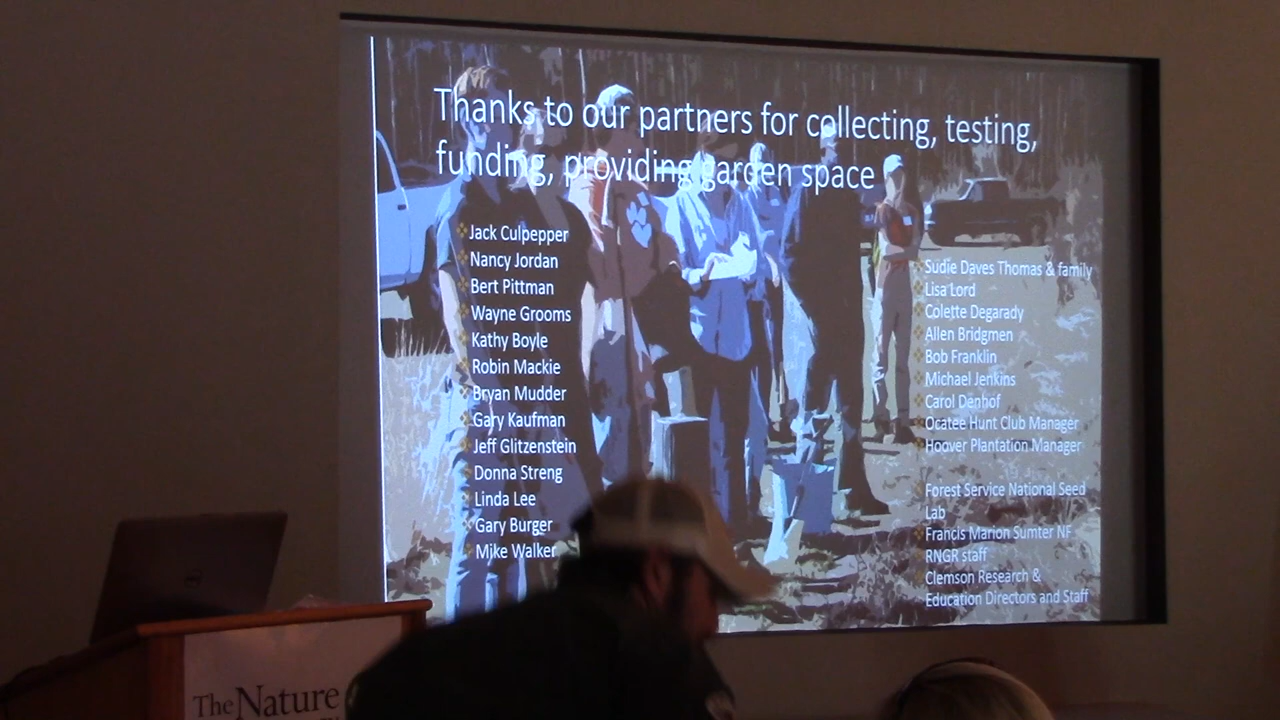 Thanks to our partners for collecting, testing,
funding, providing garden space
Jack Culpepper
Nancy Jordan
Bert Pittman
Wayne Grooms
Kathy Boyle
Robin Mackie
Bryan Mudder
Gary Kaufman
Jeff Glitzenstein
Donna Streng
Linda Lee
Gary Burger
Mike Walker
Sudie Daves Thomas & family
Lisa Lord
Colette Degarady
Allen Bridgmen
Bob Franklin
Michael Jenkins
Carol Denhof
Ocatee Hunt Club Manager
Hoover Plantation Manager
Forest Service National Seed
Lab
Francis Marion Sumter NF
RNGR staff
Clemson Research &
Education Directors and Staff
The Nature